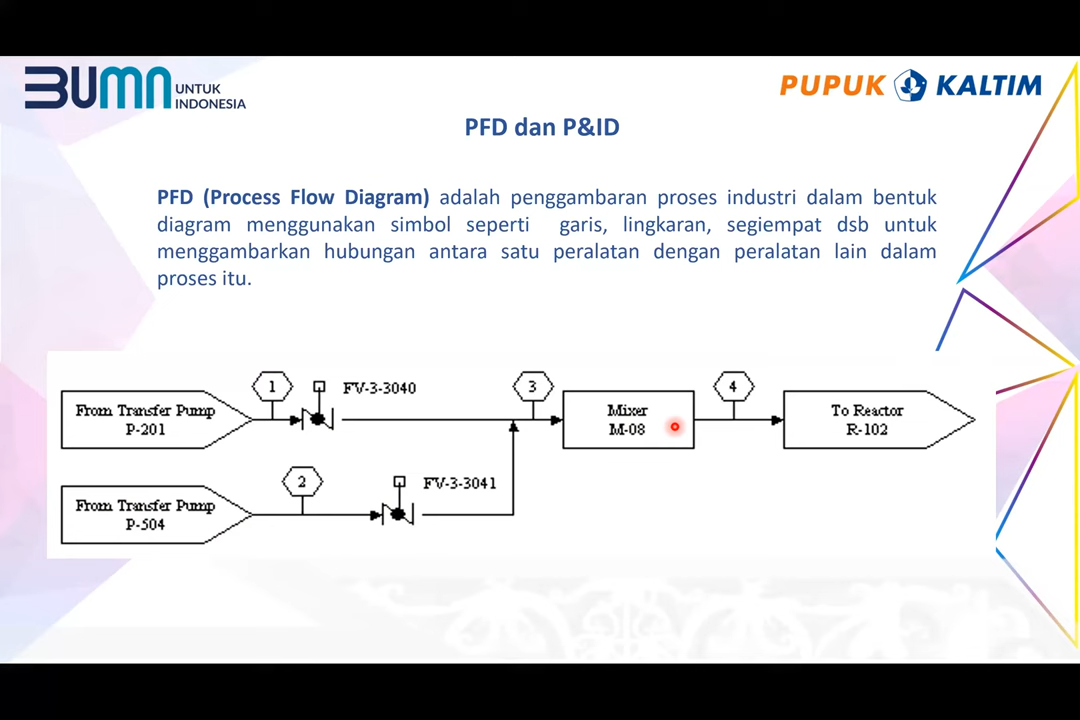 BUMN UNTUK
INDONESIA
PUPUK KALTIM
PFD dan P&ID
PFD (Process Flow Diagram) adalah penggambaran proses industri dalam bentuk
diagram menggunakan simbol seperti garis, lingkaran, segiempat dsb untuk
menggambarkan hubungan antara satu peralatan dengan peralatan lain dalam
proses itu.
1
FV-3-3040
3
4
From Transfer Pump
P-201
Mixer
M-08
To Reactor
R-102
2
FV-3-3041
From Transfer Pump
P-504